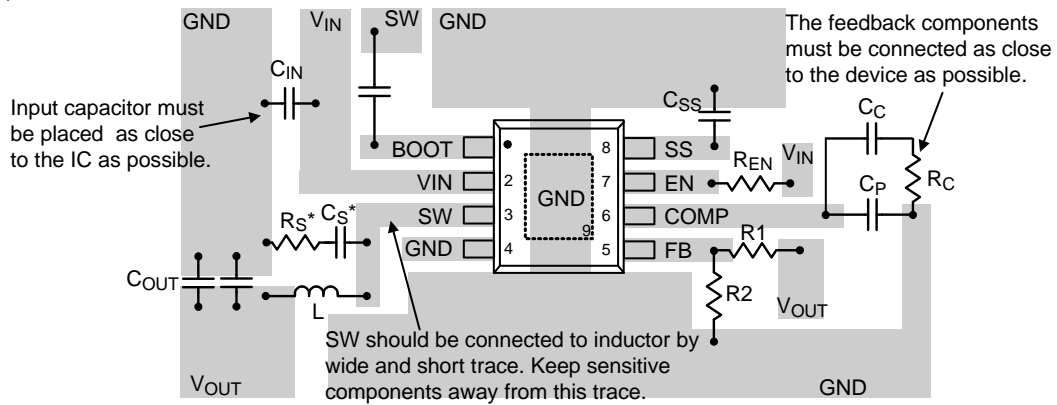 GND
VIN
SW
GND
The feedback components
must be connected as close
to the device as possible.
CIN
Input capacitor must
be placed as close
to the IC as possible.
CSS
CC
BOOT
8
SS
REN
VIN
RC
VIN
2
GND
7
EN
CP
SW
3
6
COMP
RS*
CS*
GND
4
9
5
FB
R1
COUT
R2
L
VOUT
SW should be connected to inductor by
wide and short trace. Keep sensitive
components away from this trace.
VOUT
GND